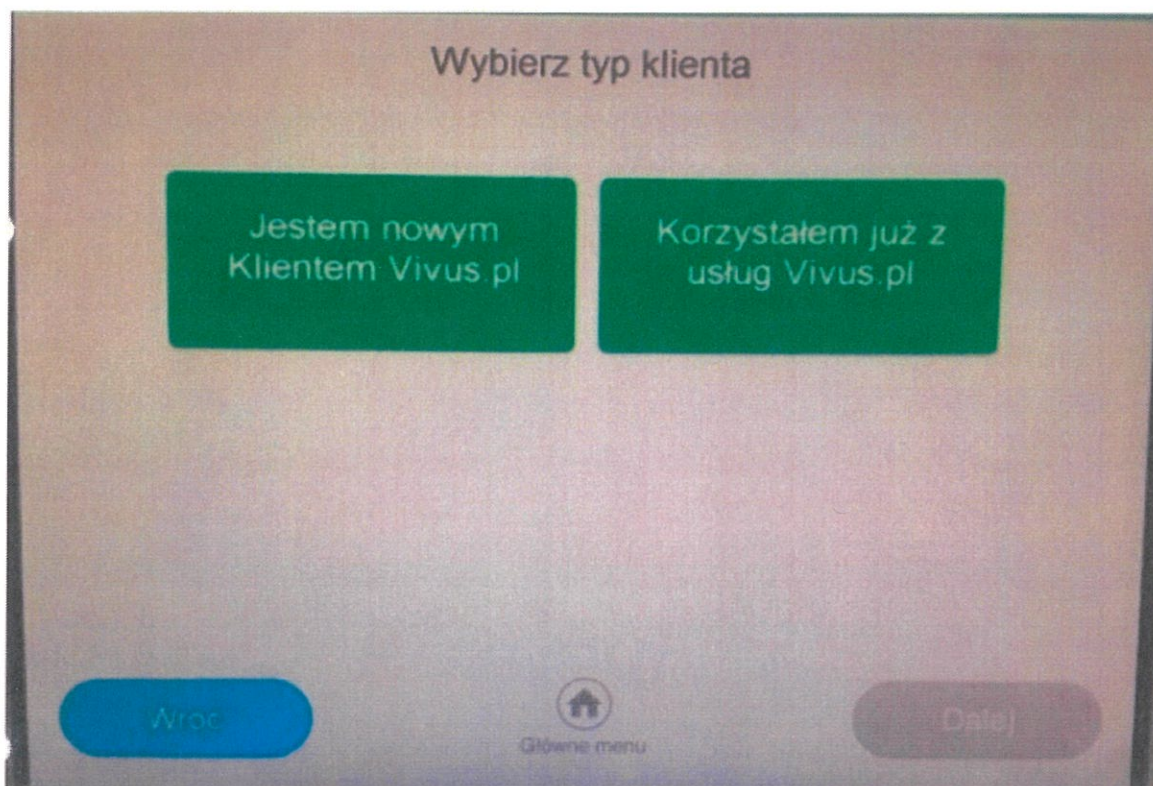 Wybierz typ klienta
Jestem nowym
Klientem Vivus.pl
Korzystałem już z
usług Vivus.pl
Wróć
Główne menu
Dalej